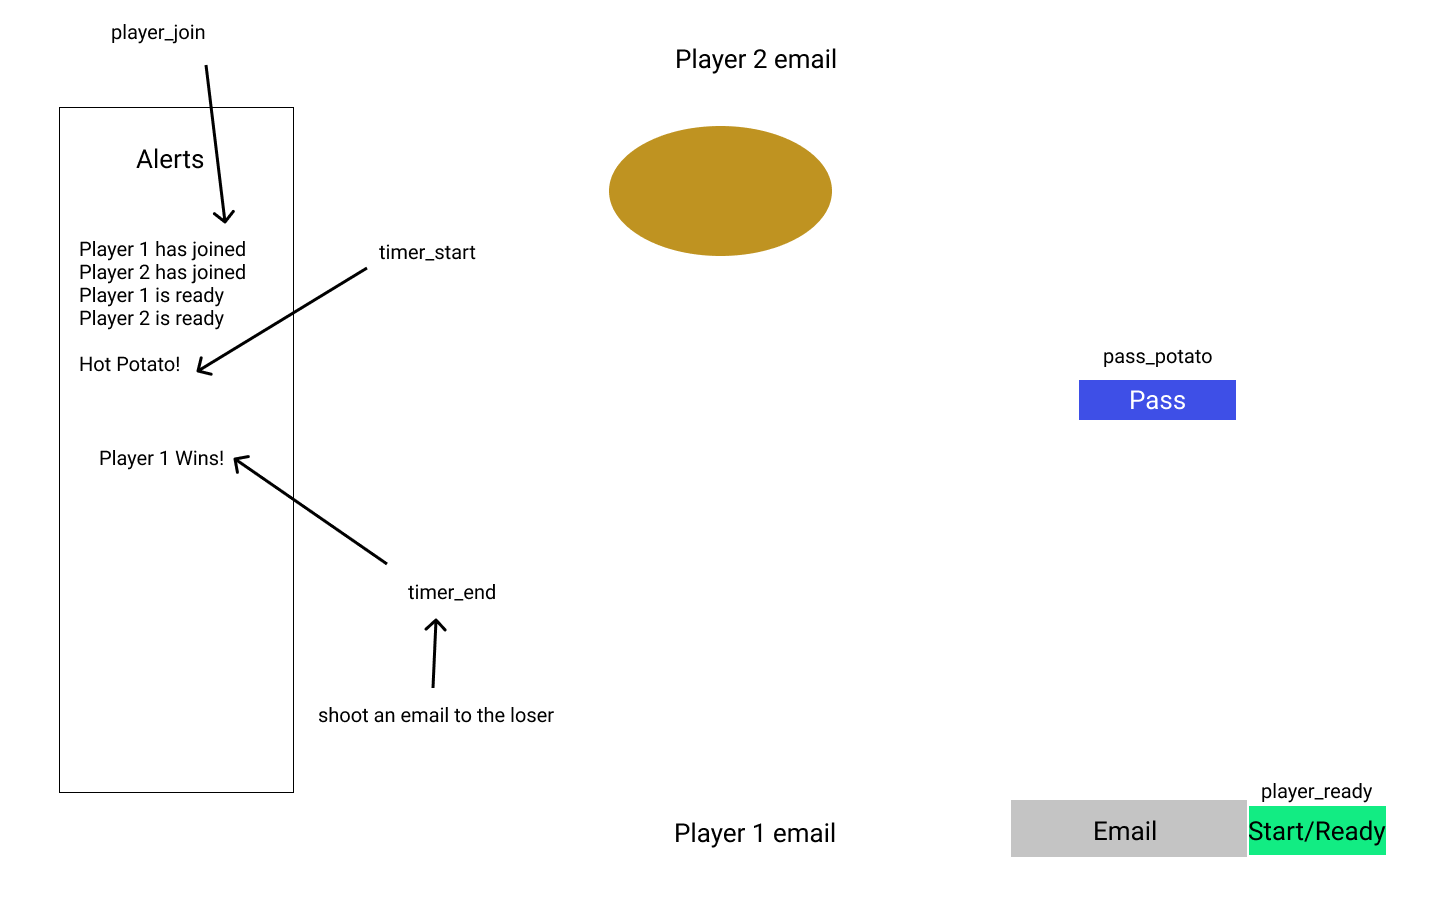 player_join
Player 2 email
Alerts
Player 1 has joined
Player 2 has joined
Player 1 is ready
Player 2 is ready
timer_start
Hot Potato!
pass_potato
Pass
Player 1 Wins!
timer_end
shoot an email to the loser
player_ready
Player 1 email
Email
Start/Ready